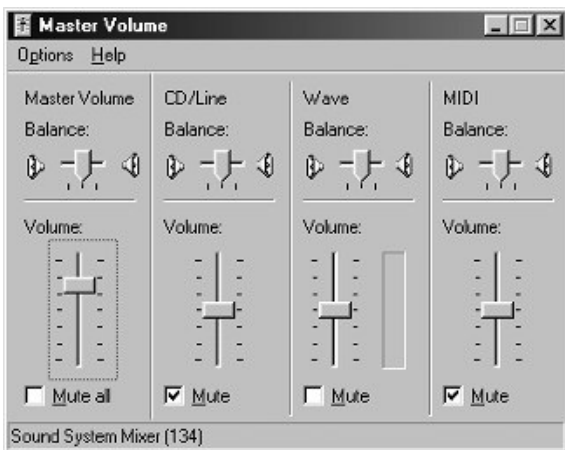 Master Volume
Options Help
Master Volume
Balance:
Volume:
Mute all
CD/Line
Balance:
Volume:
Mute
Wave
Balance:
Volume:
Mute
MIDI
Balance:
Volume:
Mute
Sound System Mixer (134)